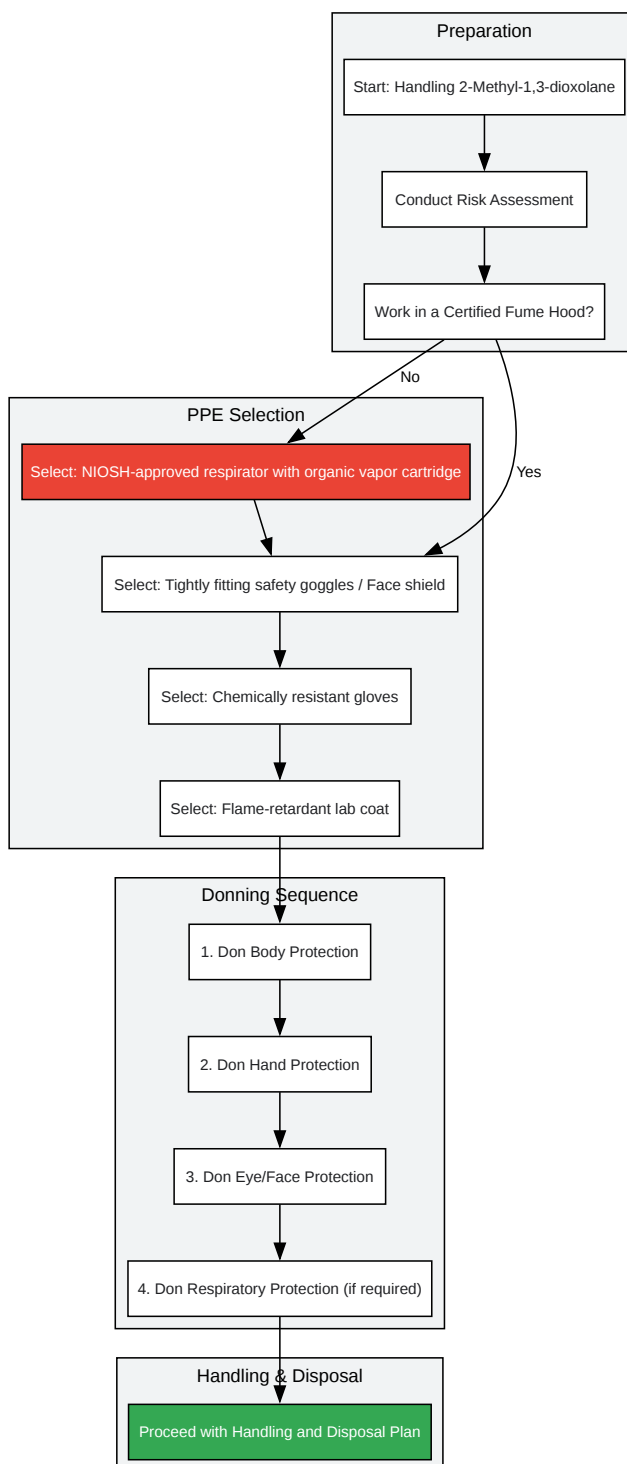 Preparation
Start: Handling 2-Methyl-1,3-dioxolane
Conduct Risk Assessment
Work in a Certified Fume Hood?
No
Yes
PPE Selection
Select: NIOSH-approved respirator with organic vapor cartridge
Select: Tightly fitting safety goggles / Face shield
Select: Chemically resistant gloves
Select: Flame-retardant lab coat
Donning Sequence
1. Don Body Protection
2. Don Hand Protection
3. Don Eye/Face Protection
4. Don Respiratory Protection (if required)
Handling & Disposal
Proceed with Handling and Disposal Plan